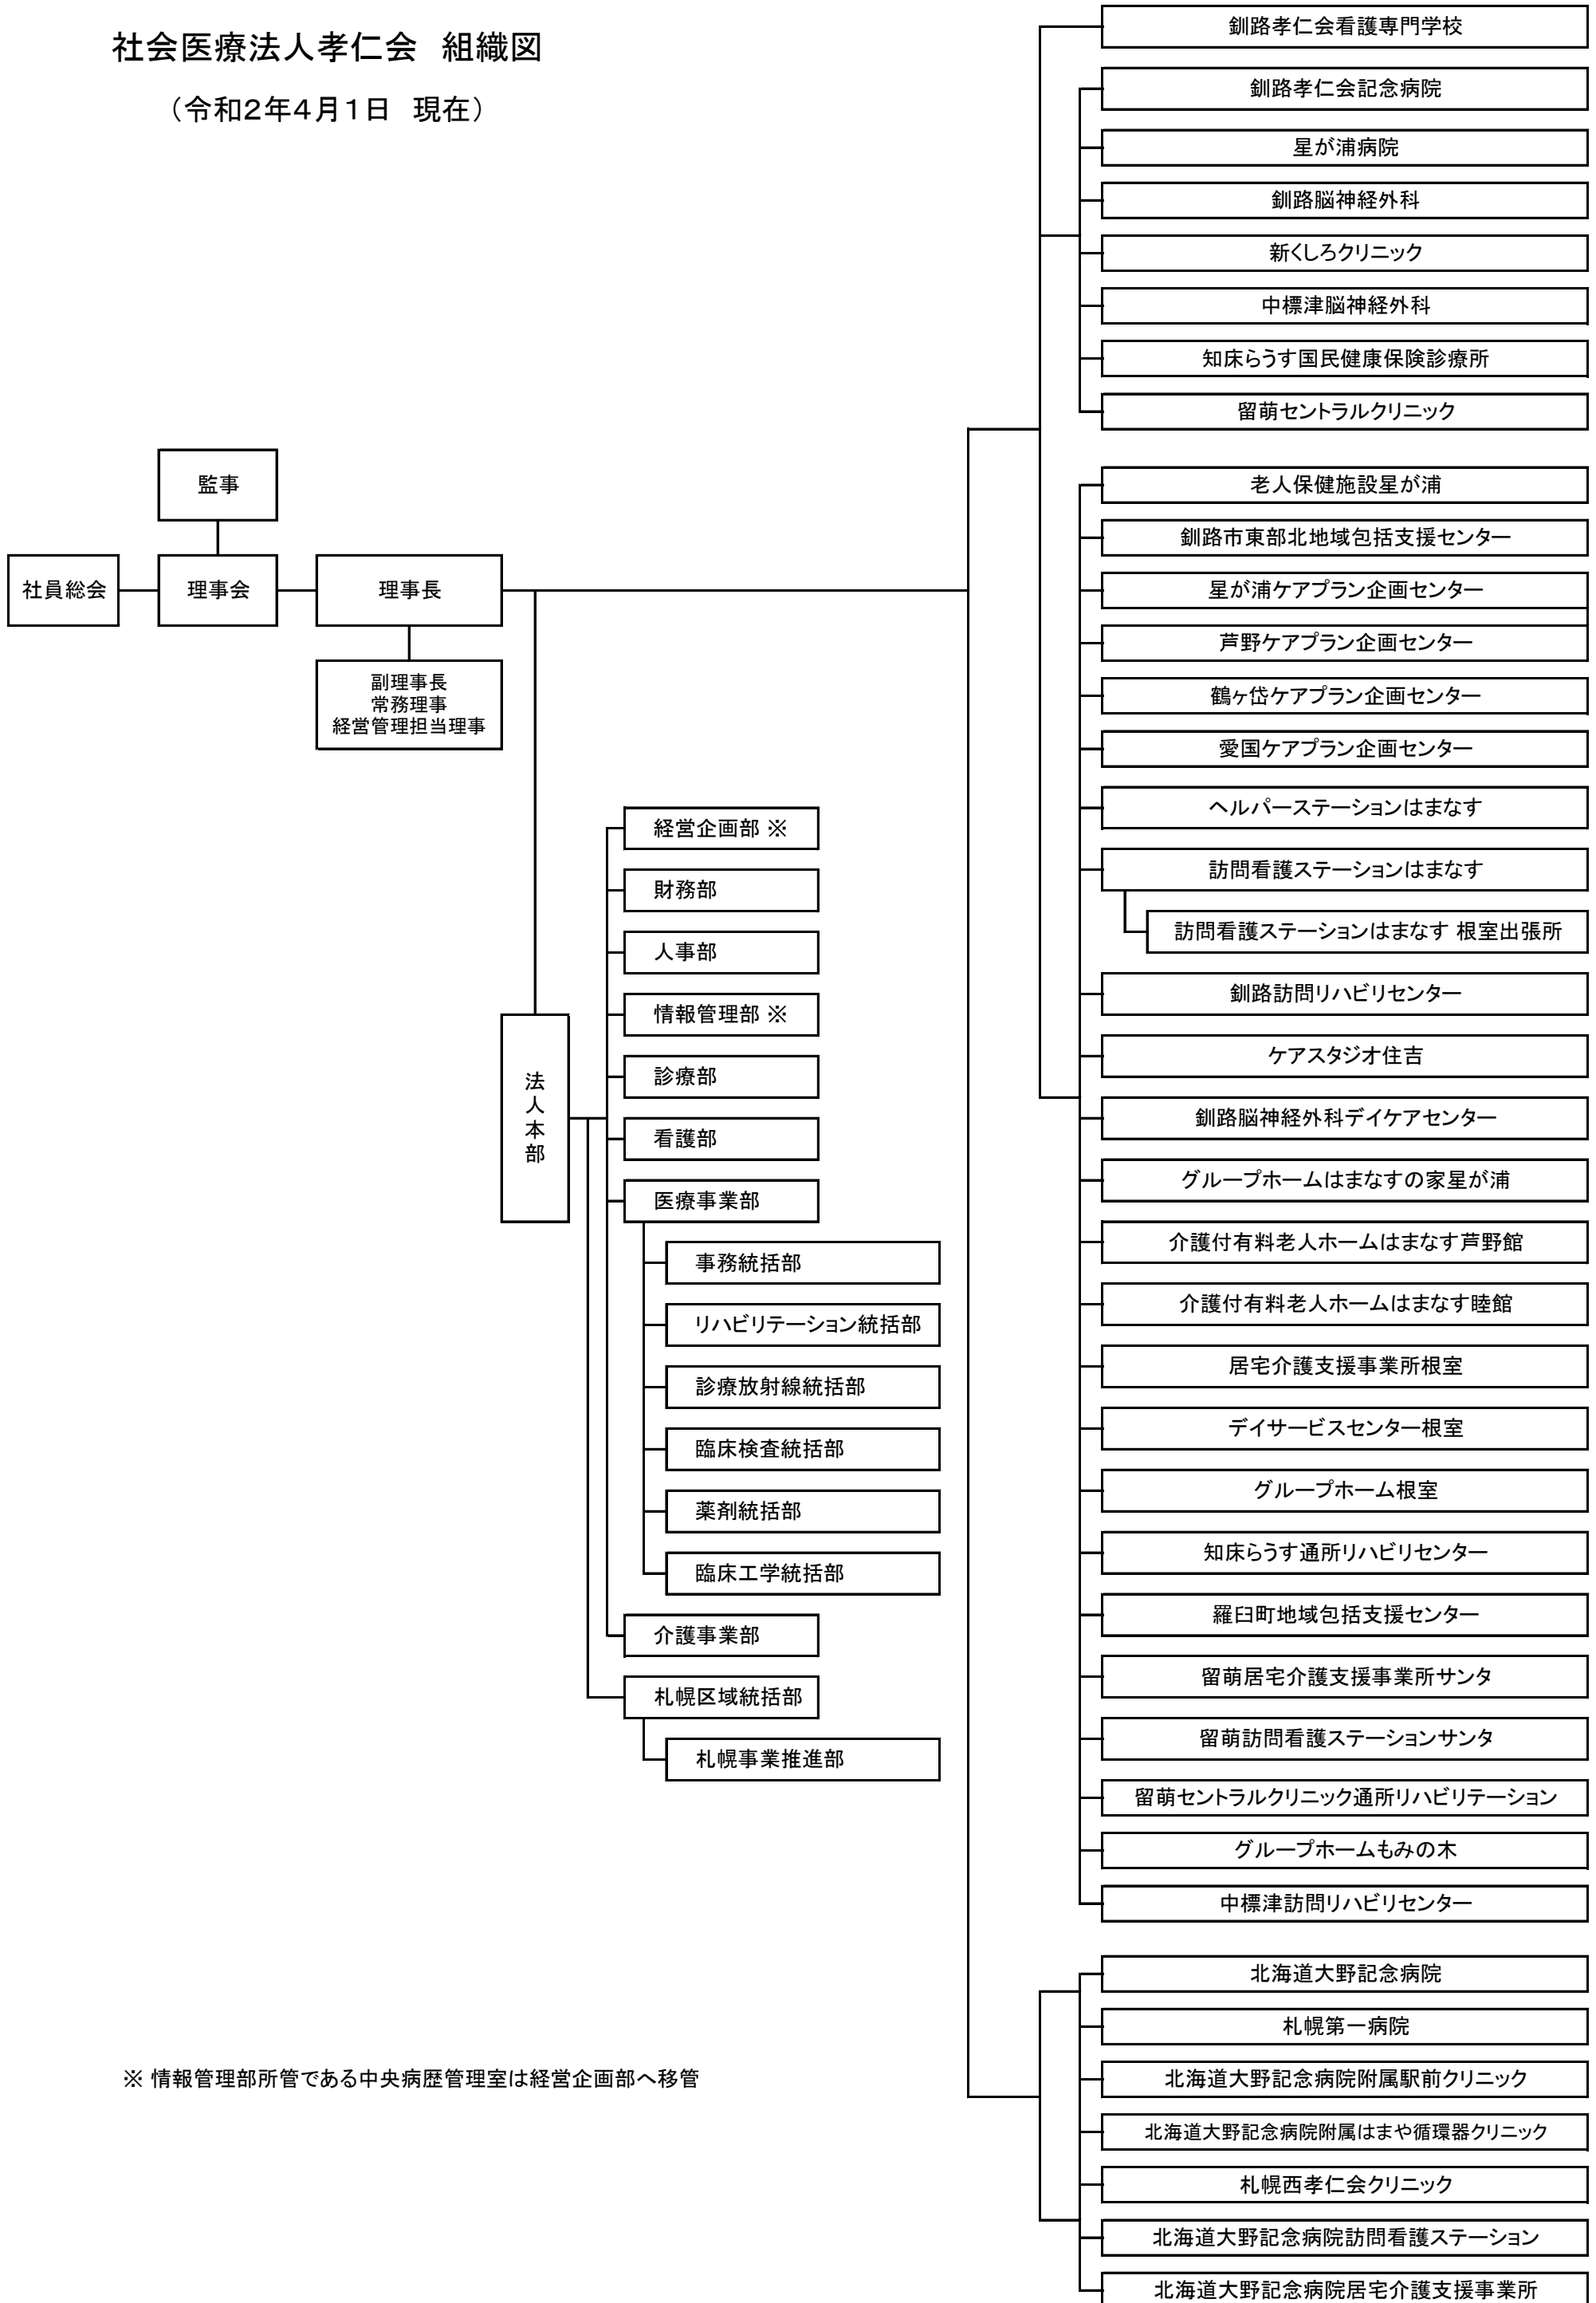 社会医療法人孝仁会　組織図
（令和2年4月1日　現在）
監事
社員総会
理事会
理事長
副理事長
常務理事
経営管理担当理事
法人本部
経営企画部 ※
財務部
人事部
情報管理部 ※
診療部
看護部
医療事業部
事務統括部
リハビリテーション統括部
診療放射線統括部
臨床検査統括部
薬剤統括部
臨床工学統括部
介護事業部
札幌区域統括部
札幌事業推進部
釧路孝仁会看護専門学校
釧路孝仁会記念病院
星が浦病院
釧路脳神経外科
新くしろクリニック
中標津脳神経外科
知床らうす国民健康保険診療所
留萌セントラルクリニック
老人保健施設星が浦
釧路市東部北地域包括支援センター
星が浦ケアプラン企画センター
芦野ケアプラン企画センター
鶴ヶ岱ケアプラン企画センター
愛国ケアプラン企画センター
ヘルパーステーションはまなす
訪問看護ステーションはまなす
訪問看護ステーションはまなす 根室出張所
釧路訪問リハビリセンター
ケアスタジオ住吉
釧路脳神経外科デイケアセンター
グループホームはまなすの家星が浦
介護付有料老人ホームはまなす芦野館
介護付有料老人ホームはまなす睦館
居宅介護支援事業所根室
デイサービスセンター根室
グループホーム根室
知床らうす通所リハビリセンター
羅臼町地域包括支援センター
留萌居宅介護支援事業所サンタ
留萌訪問看護ステーションサンタ
留萌セントラルクリニック通所リハビリテーション
グループホームもみの木
中標津訪問リハビリセンター
北海道大野記念病院
札幌第一病院
北海道大野記念病院附属駅前クリニック
北海道大野記念病院附属はまや循環器クリニック
札幌西孝仁会クリニック
北海道大野記念病院訪問看護ステーション
北海道大野記念病院居宅介護支援事業所
※ 情報管理部所管である中央病歴管理室は経営企画部へ移管